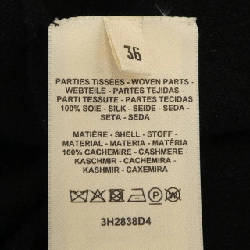 36
PARTIES TISSÉES - WOVEN PARTS -
WEBTEILE - PARTES TEJIDAS -
PARTI TESSUTE - PARTES TECIDAS
100% SOIE - SILK - SEIDE - SEDA -
SETA - SEDA
MATIÈRE - SHELL - STOFF -
MATERIAL - MATERIA - MATÉRIA
100% CACHEMIRE - CASHMERE
KASCHMIR - CACHEMIRA -
KASHMIR - CAXEMIRA
3H2838D4